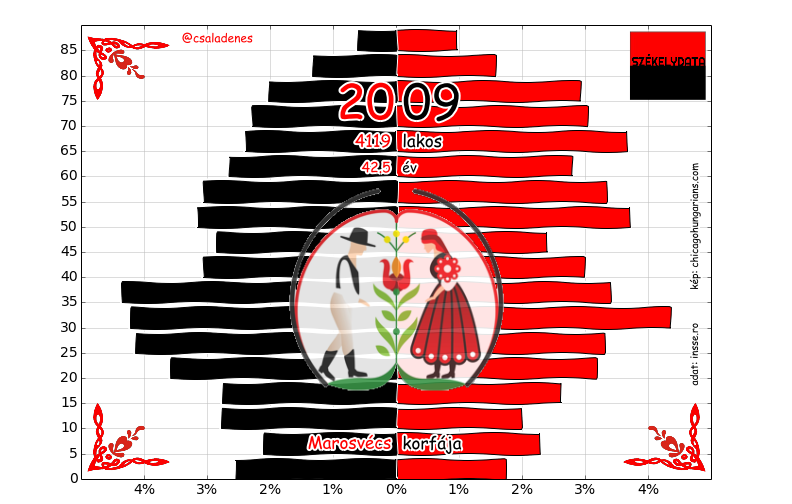 @csaladenes
SZÉKELYDATA
2009
4119 lakos
42,5 év
kép: chicagohungarians.com
adat: insse.ro
Marosvécs korfája
85
80
75
70
65
60
55
50
45
40
35
30
25
20
15
10
5
0
4% 3% 2% 1% 0% 1% 2% 3% 4%